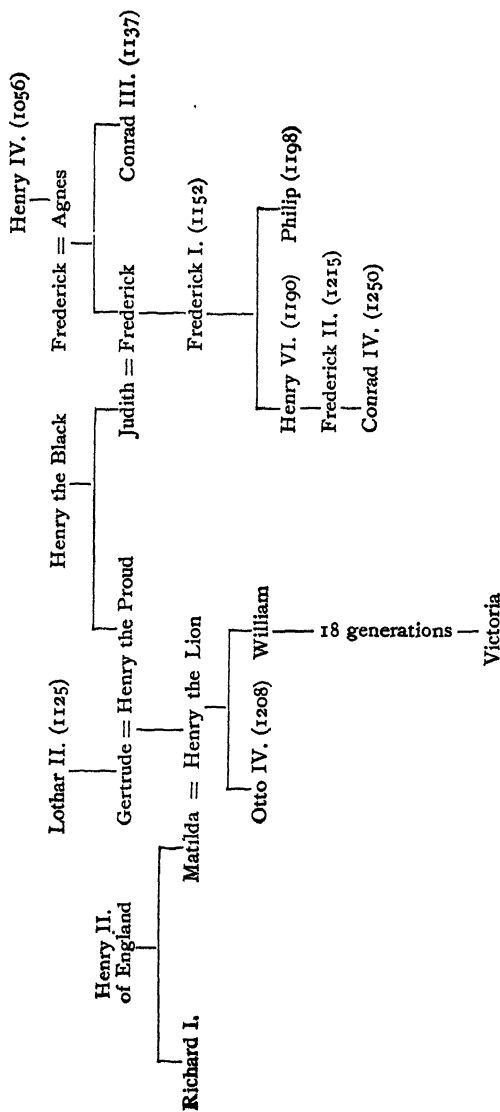 Henry IV. (1056)
Lothar II. (1125) Henry the Black Frederick = Agnes
Henry II.
of England Gertrude = Henry the Proud Judith = Frederick Conrad III. (1137)
Richard I. Matilda = Henry the Lion Frederick I. (1152)
Otto IV. (1208) William Henry VI. (1190) Philip (1198)
18 generations Frederick II. (1215)
Victoria Conrad IV. (1250)